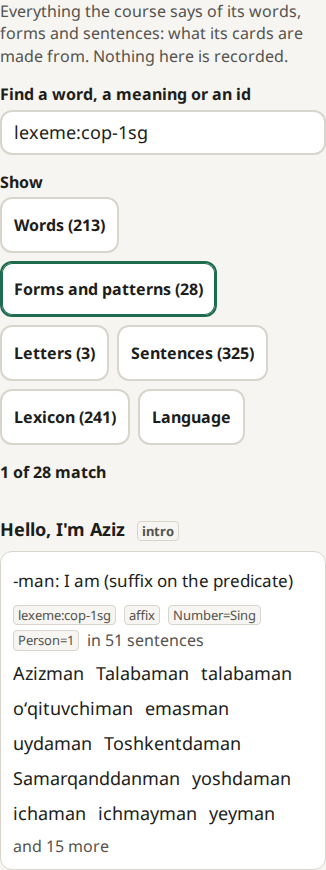 Everything the course says of its words,
forms and sentences: what its cards are
made from. Nothing here is recorded.
Find a word, a meaning or an id
lexeme:cop-1sg
Show
Words (213)
Forms and patterns (28)
Letters (3) Sentences (325)
Lexicon (241) Language
1 of 28 match
Hello, I'm Aziz intro
-man: I am (suffix on the predicate)
lexeme:cop-1sg affix Number=Sing
Person=1 in 51 sentences
Azizman Talabaman talabaman
oʻqituvchiman emasman
uydaman Toshkentdaman
Samarqanddanman yoshdaman
ichaman ichmayman yeyman
and 15 more